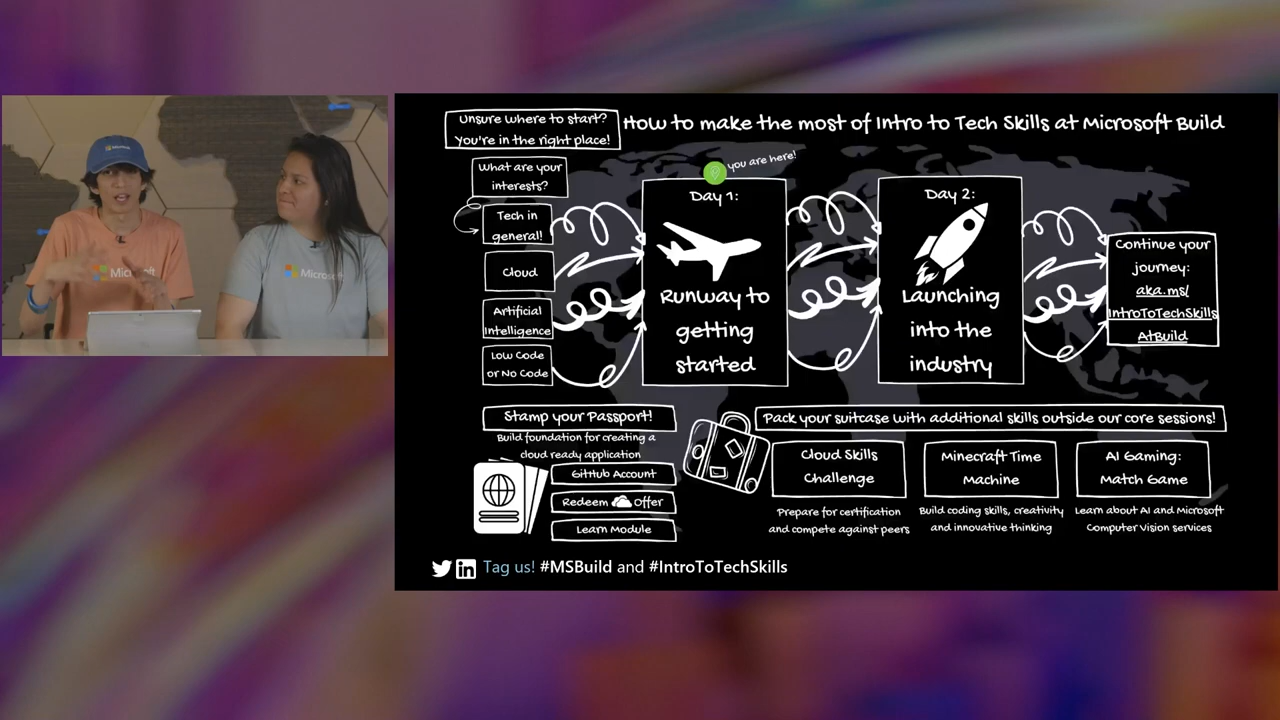 Microsoft
Microsoft
Unsure where to start?
You're in the right place!
How to make the most of Intro to Tech Skills at Microsoft Build
What are your
interests?
Tech in
general!
Cloud
Artificial
Intelligence
Low Code
or No Code
you are here!
Day 1:
Runway to
getting
started
Day 2:
Launching
into the
industry
Continue your
journey:
aka.ms/
IntroToTechSkills
AtBuild
Stamp your Passport!
Build foundation for creating a
cloud ready application
GitHub Account
Redeem Offer
Learn Module
Pack your suitcase with additional skills outside our core sessions!
Cloud Skills
Challenge
Prepare for certification
and compete against peers
Minecraft Time
Machine
Build coding skills, creativity
and innovative thinking
AI Gaming:
Match Game
Learn about AI and Microsoft
Computer Vision services
Tag us! #MSBuild and #IntroToTechSkills